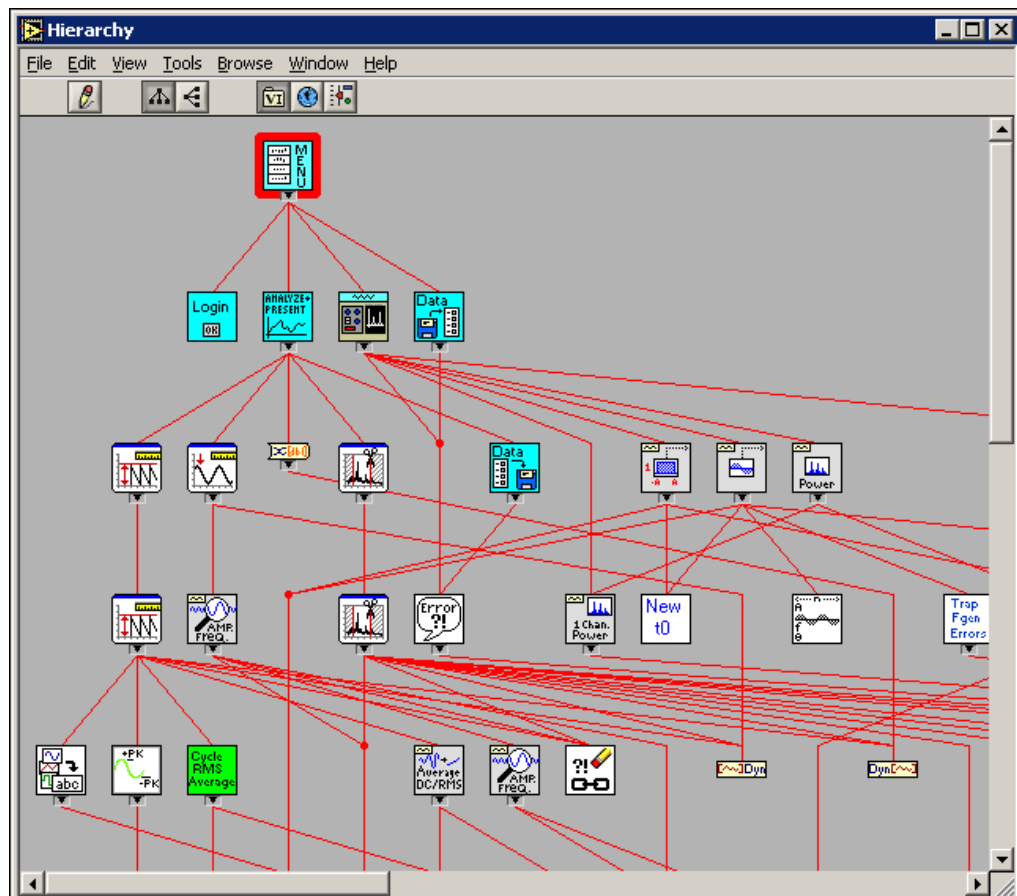 Hierarchy
File Edit View Tools Browse Window Help
VI
MENU
Login
OK
ANALYZE+
PRESENT
Data
Data
1
-A A
Power
AMP.
FREQ.
Error
?!
1 Chan.
Power
New
t0
Trap
Fgen
Errors
abc
+PK
-PK
Cycle
RMS
Average
Average
DC/RMS
AMP.
FREQ.
?!
Dyn
Dyn